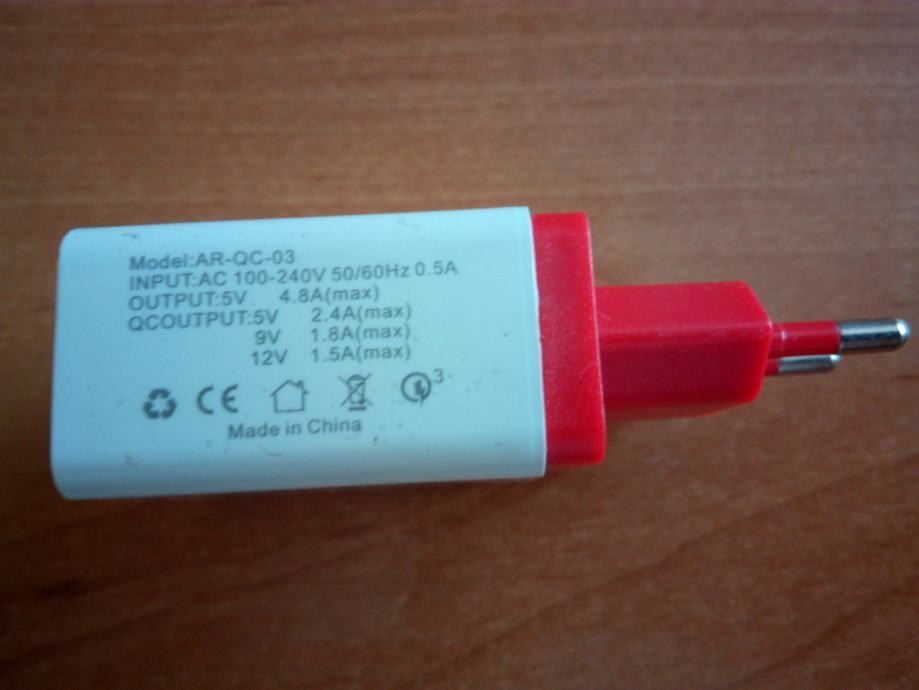 Model:AR-QC-03
INPUT:AC 100-240V 50/60Hz 0.5A
OUTPUT:5V 4.8A(max)
QCOUTPUT:5V 2.4A(max)
9V 1.8A(max)
12V 1.5A(max)
CE 3
Made in China